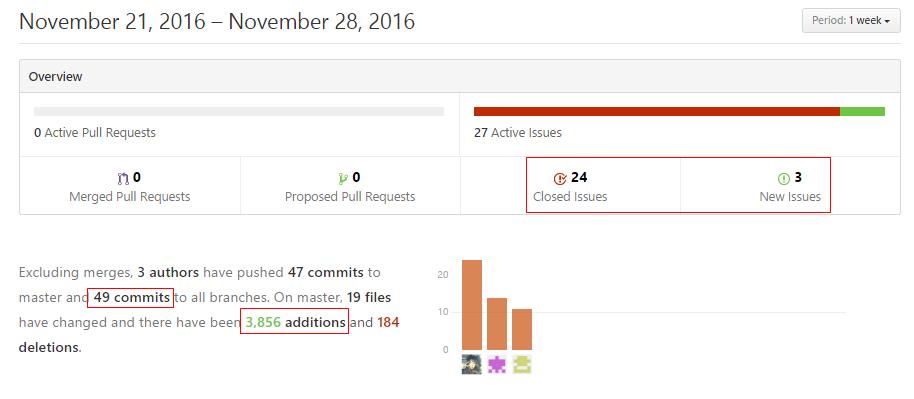 November 21, 2016 – November 28, 2016
Period: 1 week
Overview
0 Active Pull Requests
27 Active Issues
0
Merged Pull Requests
0
Proposed Pull Requests
24
Closed Issues
3
New Issues
Excluding merges, 3 authors have pushed 47 commits to
master and 49 commits to all branches. On master, 19 files
have changed and there have been 3,856 additions and 184
deletions.
20
10
0